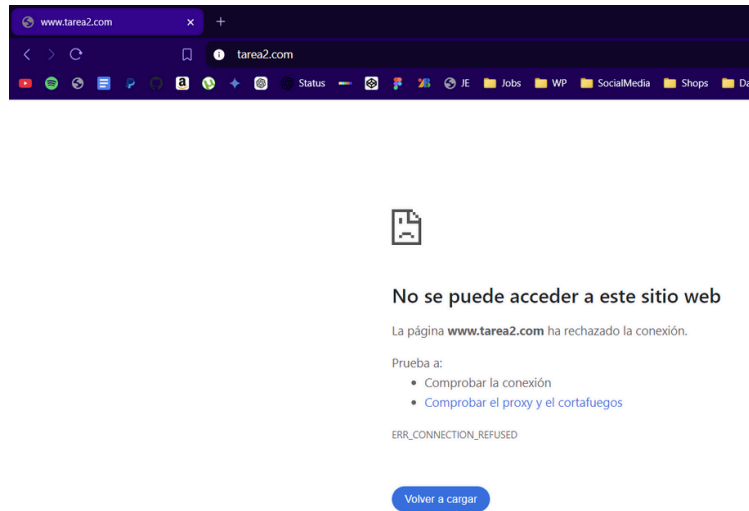 www.tarea2.com
tarea2.com
Status JE Jobs WP SocialMedia Shops Da
No se puede acceder a este sitio web
La página www.tarea2.com ha rechazado la conexión.
Prueba a:
• Comprobar la conexión
• Comprobar el proxy y el cortafuegos
ERR_CONNECTION_REFUSED
Volver a cargar